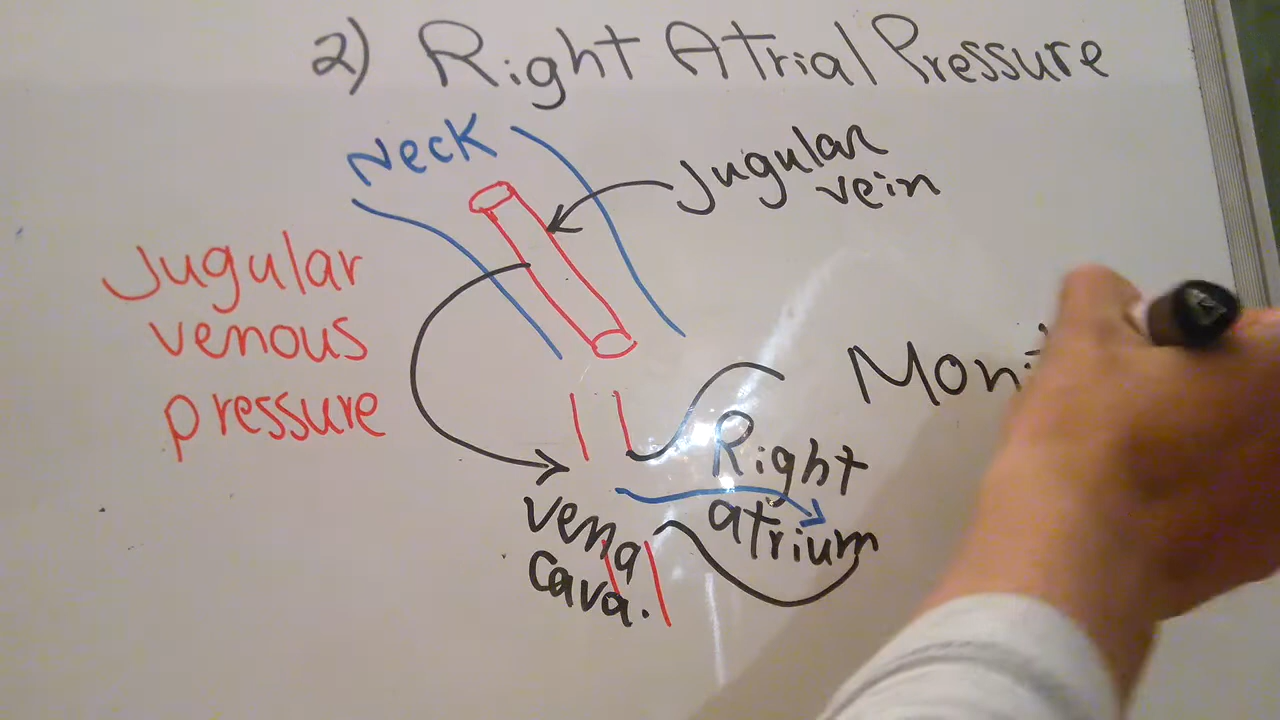 2) Right Atrial Pressure
Neck
Jugular
vein
Jugular
venous
pressure
Right
atrium
vena
cava.